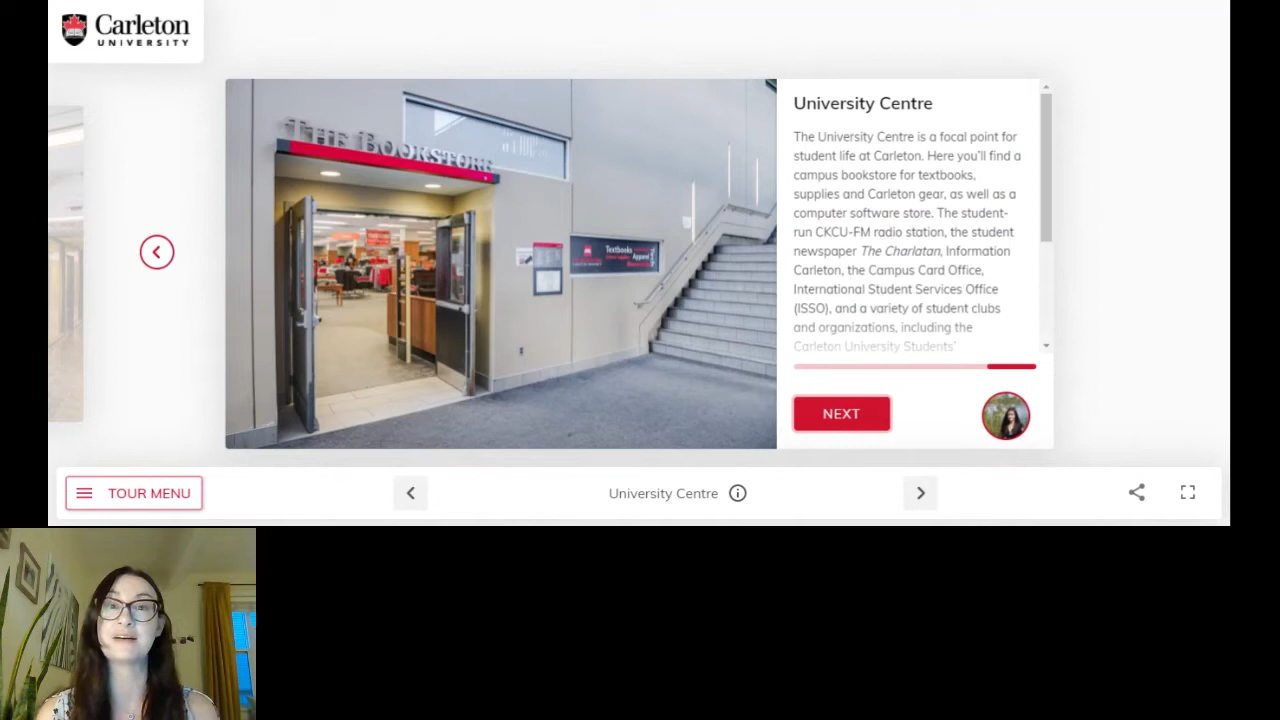 Carleton
UNIVERSITY
THE BOOKSTORE
Textbooks
Apparel
University Centre
The University Centre is a focal point for
student life at Carleton. Here you'll find a
campus bookstore for textbooks,
supplies and Carleton gear, as well as a
computer software store. The student-
run CKCU-FM radio station, the student
newspaper The Charlatan, Information
Carleton, the Campus Card Office,
International Student Services Office
(ISSO), and a variety of student clubs
and organizations, including the
Carleton University Students'
NEXT
TOUR MENU
University Centre